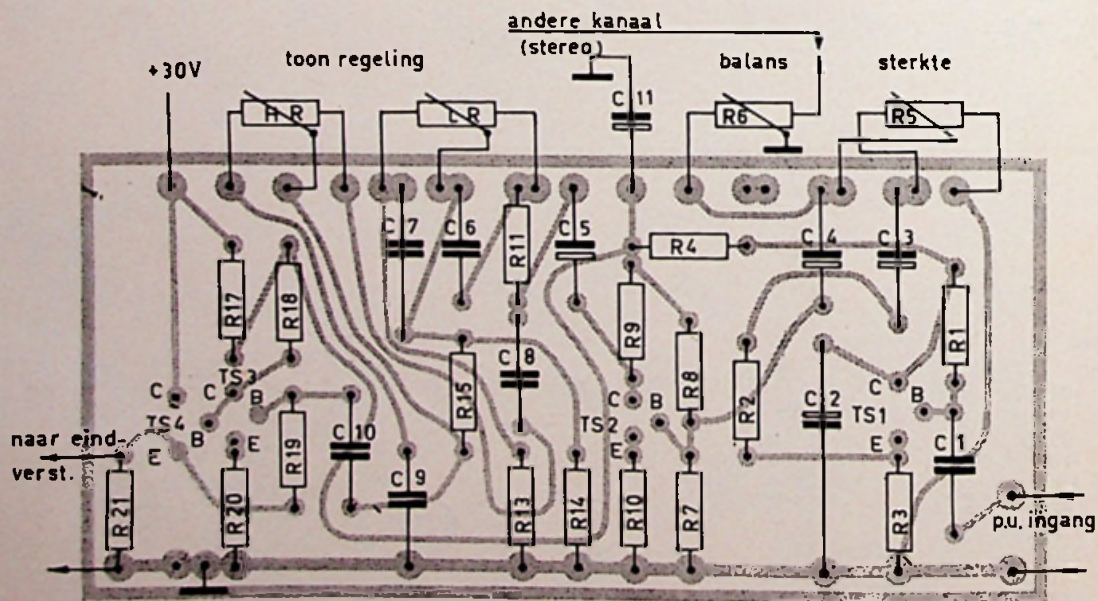 andere kanaal
(stereo)
+30V
toon regeling
balans
sterkte
C 11
H R
L R
R6
R5
C 7
C 6
R11
C 5
R4
C 4
C 3
R17
R18
R9
R1
R8
R15
C 8
R2
C 2
TS3
C
C
B
TS4
B
E
E
R19
C 10
TS2
C
B
E
TS1
C
B
E
C 1
naar eind-
verst.
C 9
R21
R20
R13
R14
R10
R7
R3
p.u. ingang